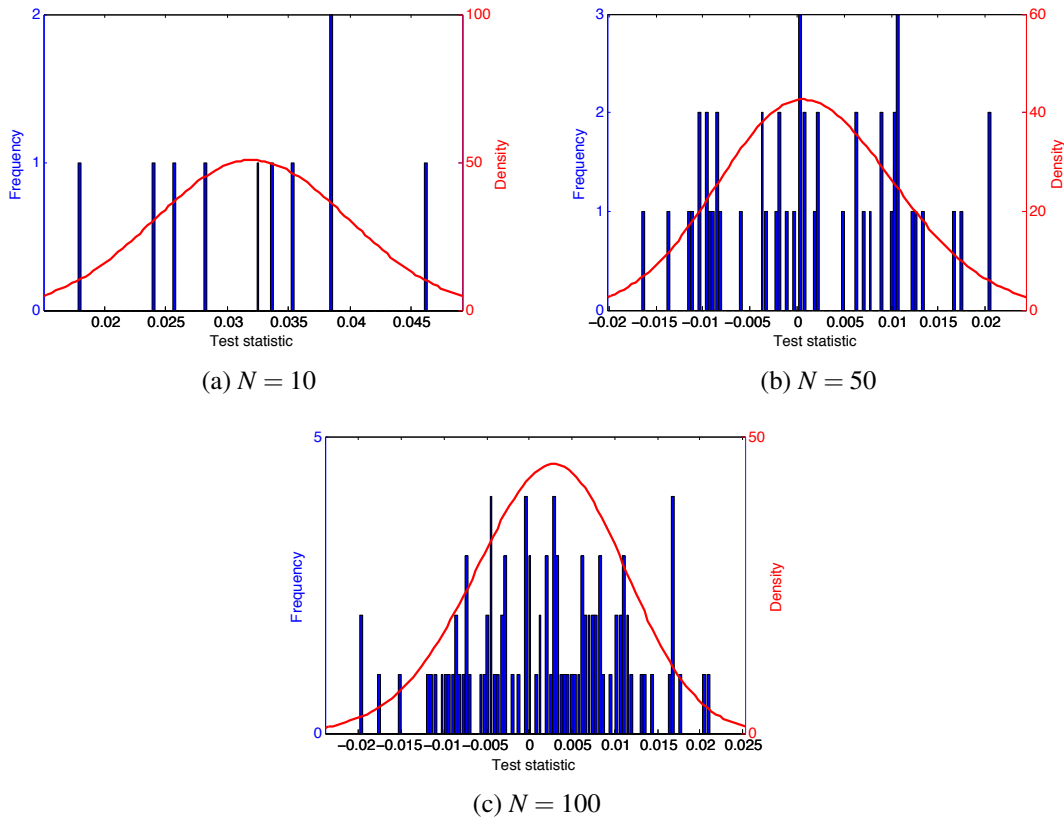 2
100
1
50
0
0
Frequency
Density
0.02 0.025 0.03 0.035 0.04 0.045
Test statistic
(a) N = 10
3
60
2
40
1
20
0
0
Frequency
Density
−0.02 −0.015 −0.01 −0.005 0 0.005 0.01 0.015 0.02
Test statistic
(b) N = 50
5
50
0
0
Frequency
Density
−0.02 −0.015 −0.01 −0.005 0 0.005 0.01 0.015 0.02 0.025
Test statistic
(c) N = 100